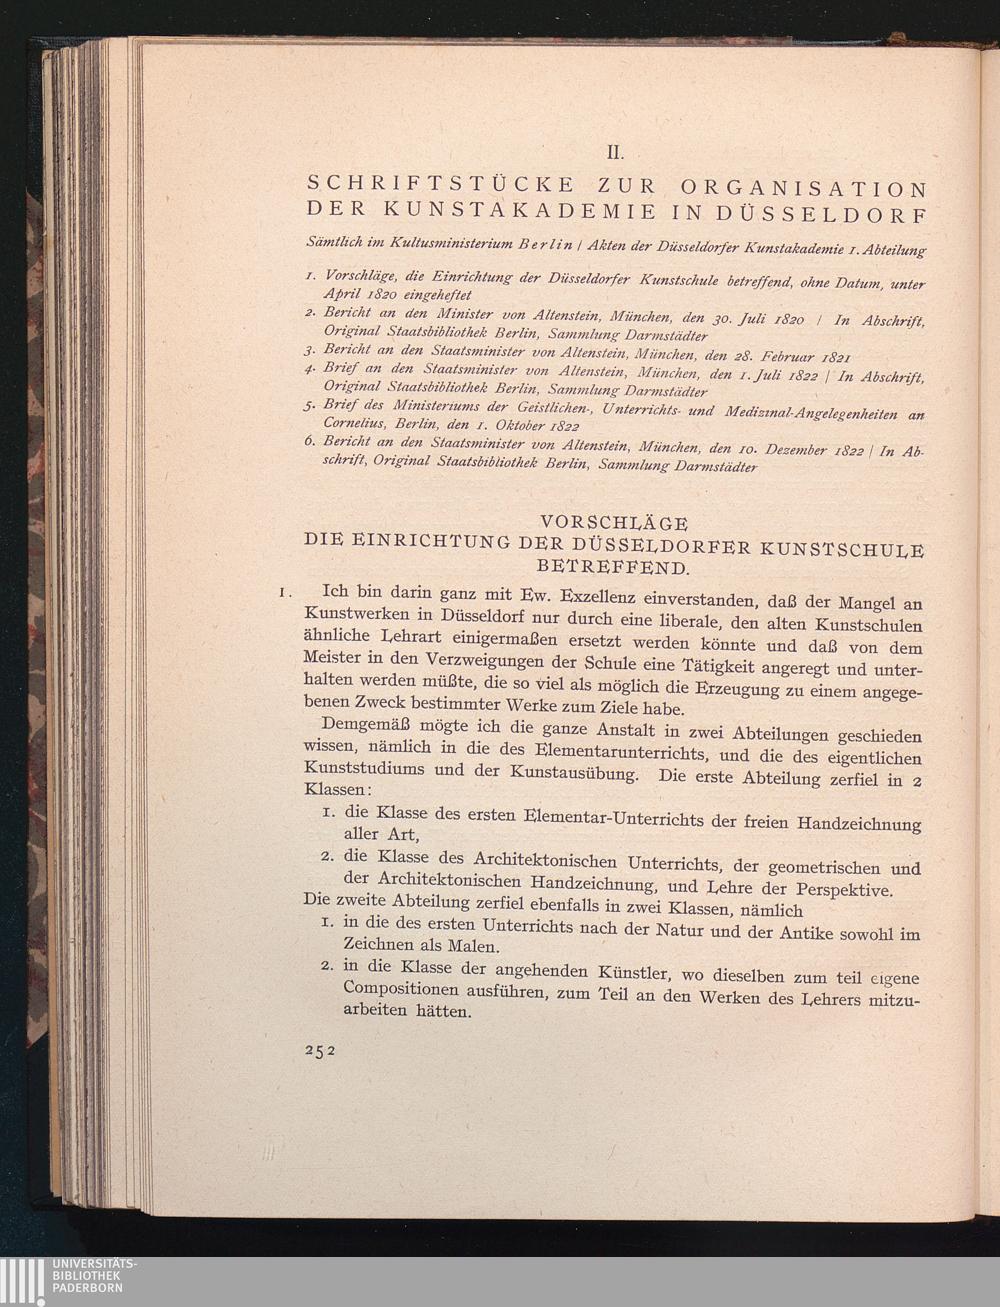 II.
SCHRIFTSTÜCKE ZUR ORGANISATION
DER KUNSTAKADEMIE IN DÜSSELDORF
Sämtlich im Kultusministerium Berlin / Akten der Düsseldorfer Kunstakademie 1. Abteilung
1. Vorschläge, die Einrichtung der Düsseldorfer Kunstschule betreffend, ohne Datum, unter
April 1820 eingeheftet
2. Bericht an den Minister von Altenstein, München, den 30. Juli 1820 / In Abschrift,
Original Staatsbibliothek Berlin, Sammlung Darmstädter
3. Bericht an den Staatsminister von Altenstein, München, den 28. Februar 1821
4. Brief an den Staatsminister von Altenstein, München, den 1. Juli 1822 | In Abschrift,
Original Staatsbibliothek Berlin, Sammlung Darmstädter
5. Brief des Ministeriums der Geistlichen-, Unterrichts- und Medizinal-Angelegenheiten an
Cornelius, Berlin, den 1. Oktober 1822
6. Bericht an den Staatsminister von Altenstein, München, den 10. Dezember 1822 | In Ab-
schrift, Original Staatsbibliothek Berlin, Sammlung Darmstädter
VORSCHLÄGE
DIE EINRICHTUNG DER DÜSSELDORFER KUNSTSCHULE
BETREFFEND.
1. Ich bin darin ganz mit Ew. Exzellenz einverstanden, daß der Mangel an
Kunstwerken in Düsseldorf nur durch eine liberale, den alten Kunstschulen
ähnliche Lehrart einigermaßen ersetzt werden könnte und daß von dem
Meister in den Verzweigungen der Schule eine Tätigkeit angeregt und unter-
halten werden müßte, die so viel als möglich die Erzeugung zu einem angege-
benen Zweck bestimmter Werke zum Ziele habe.
Demgemäß mögte ich die ganze Anstalt in zwei Abteilungen geschieden
wissen, nämlich in die des Elementarunterrichts, und die des eigentlichen
Kunststudiums und der Kunstausübung. Die erste Abteilung zerfiel in 2
Klassen:
1. die Klasse des ersten Elementar-Unterrichts der freien Handzeichnung
aller Art,
2. die Klasse des Architektonischen Unterrichts, der geometrischen und
der Architektonischen Handzeichnung, und Lehre der Perspektive.
Die zweite Abteilung zerfiel ebenfalls in zwei Klassen, nämlich
1. in die des ersten Unterrichts nach der Natur und der Antike sowohl im
Zeichnen als Malen.
2. in die Klasse der angehenden Künstler, wo dieselben zum teil eigene
Compositionen ausführen, zum Teil an den Werken des Lehrers mitzu-
arbeiten hätten.
252
UNIVERSITÄTS-
BIBLIOTHEK
PADERBORN